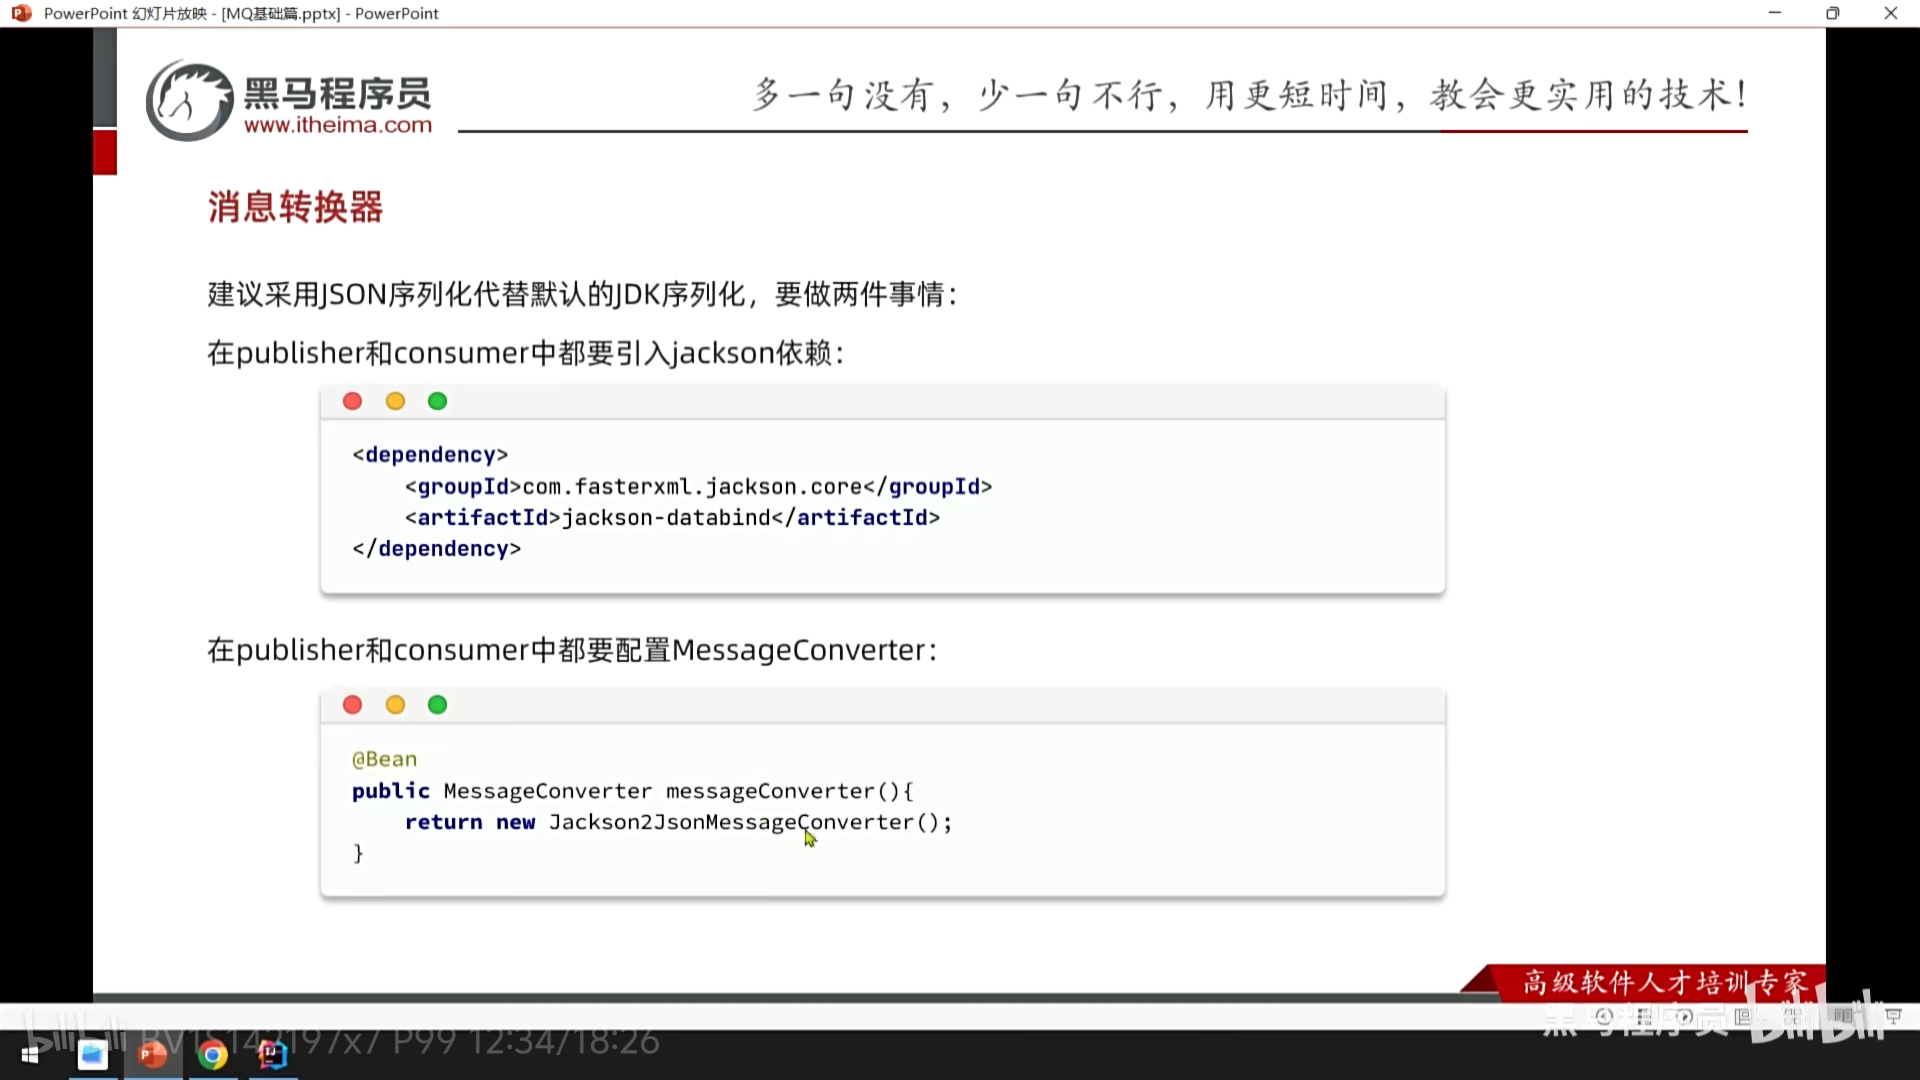 PowerPoint 幻灯片放映 - [MQ基础篇.pptx] - PowerPoint
黑马程序员
www.itheima.com
多一句没有，少一句不行，用更短时间，教会更实用的技术！
消息转换器
建议采用JSON序列化代替默认的JDK序列化，要做两件事情：
在publisher和consumer中都要引入jackson依赖：
<dependency>
    <groupId>com.fasterxml.jackson.core</groupId>
    <artifactId>jackson-databind</artifactId>
</dependency>
在publisher和consumer中都要配置MessageConverter：
@Bean
public MessageConverter messageConverter(){
    return new Jackson2JsonMessageConverter();
}
高级软件人才培训专家
黑马程序员 bilibili
bilibili P99 12:34/18:26